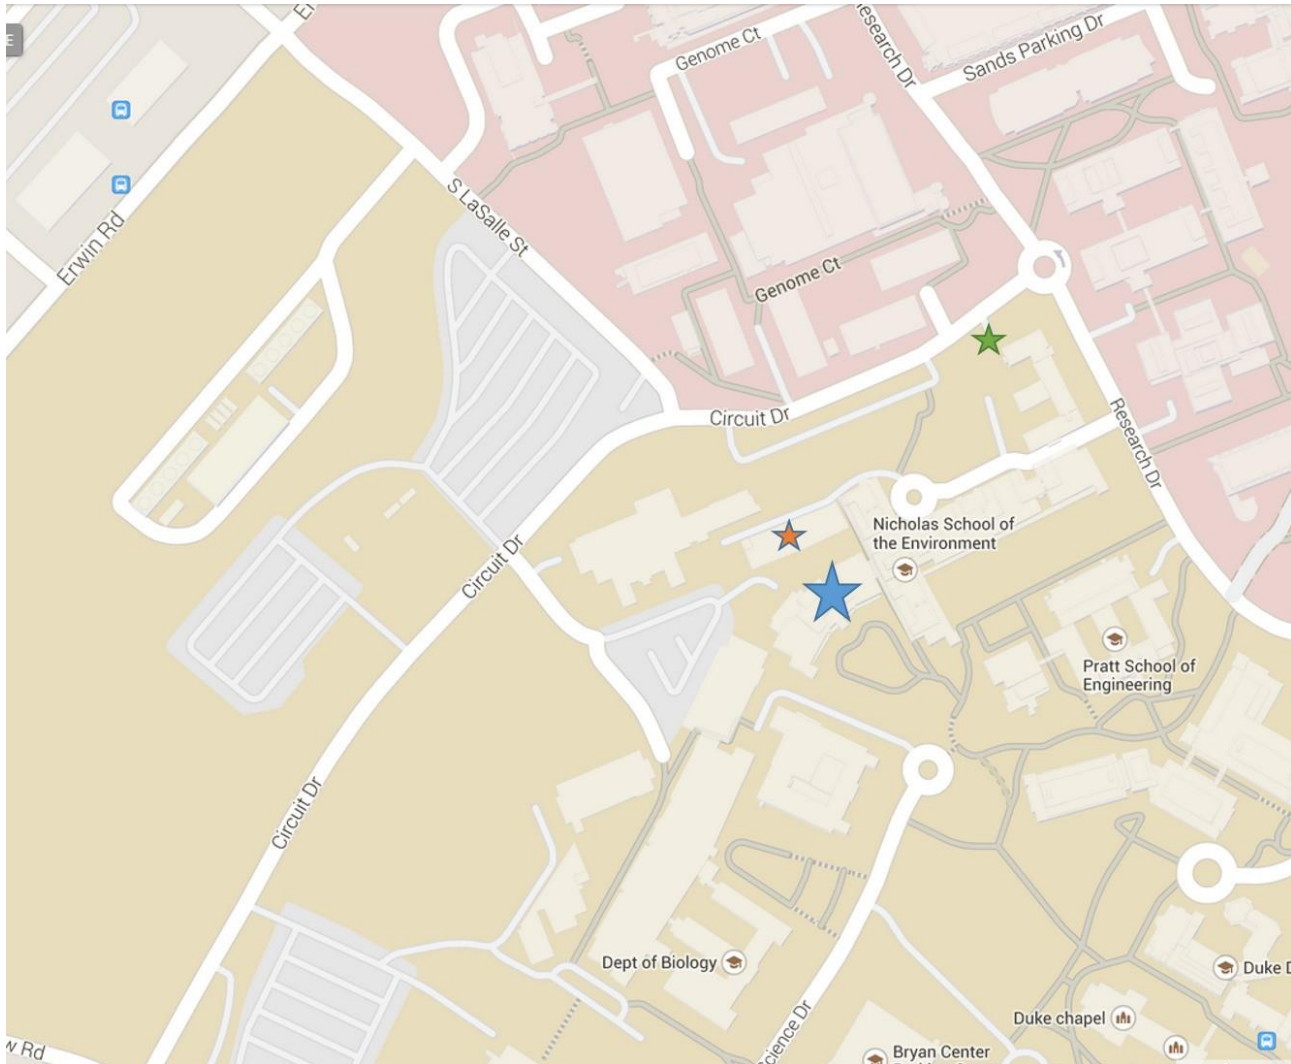 Genome Ct
Research Dr
Sands Parking Dr
S LaSalle St
Erwin Rd
Genome Ct
Circuit Dr
Research Dr
Nicholas School of
the Environment
Circuit Dr
Pratt School of
Engineering
Circuit Dr
Dept of Biology
Duke
Duke chapel
Science Dr
Bryan Center